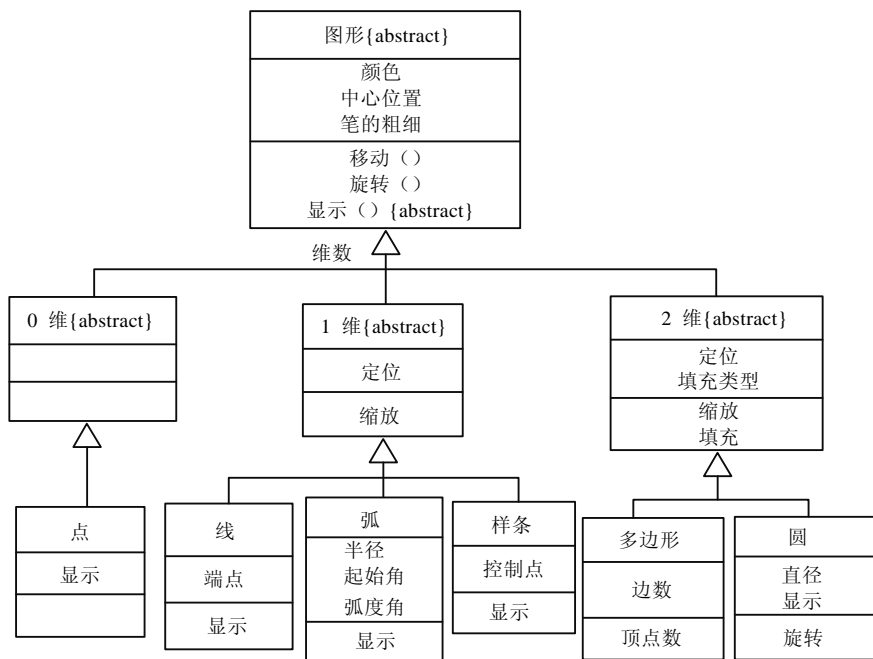 图形{abstract}
颜色
中心位置
笔的粗细
移动（）
旋转（）
显示（）{abstract}
维数
0 维{abstract}
1 维{abstract}
定位
缩放
2 维{abstract}
定位
填充类型
缩放
填充
点
显示
线
端点
显示
弧
半径
起始角
弧度角
显示
样条
控制点
显示
多边形
边数
顶点数
圆
直径
显示
旋转